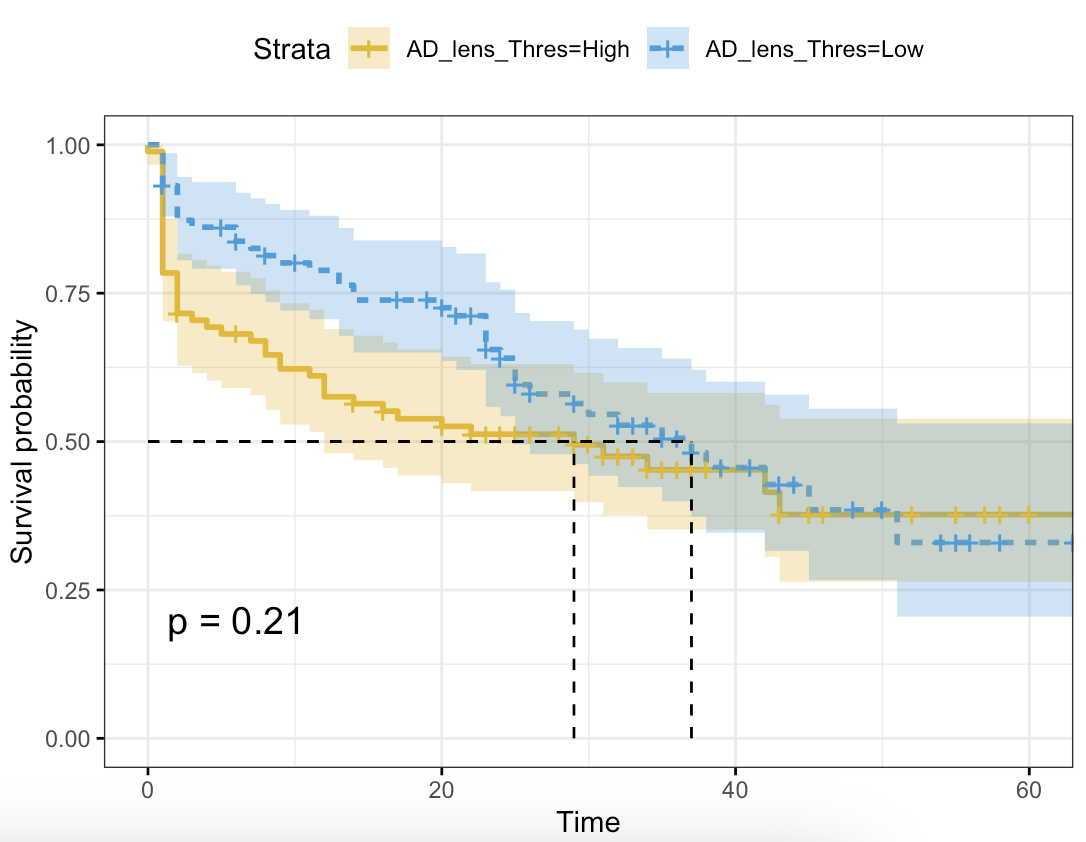 Strata AD_lens_Thres=High AD_lens_Thres=Low
Survival probability
1.00
0.75
0.50
0.25
0.00
p = 0.21
0 20 40 60
Time